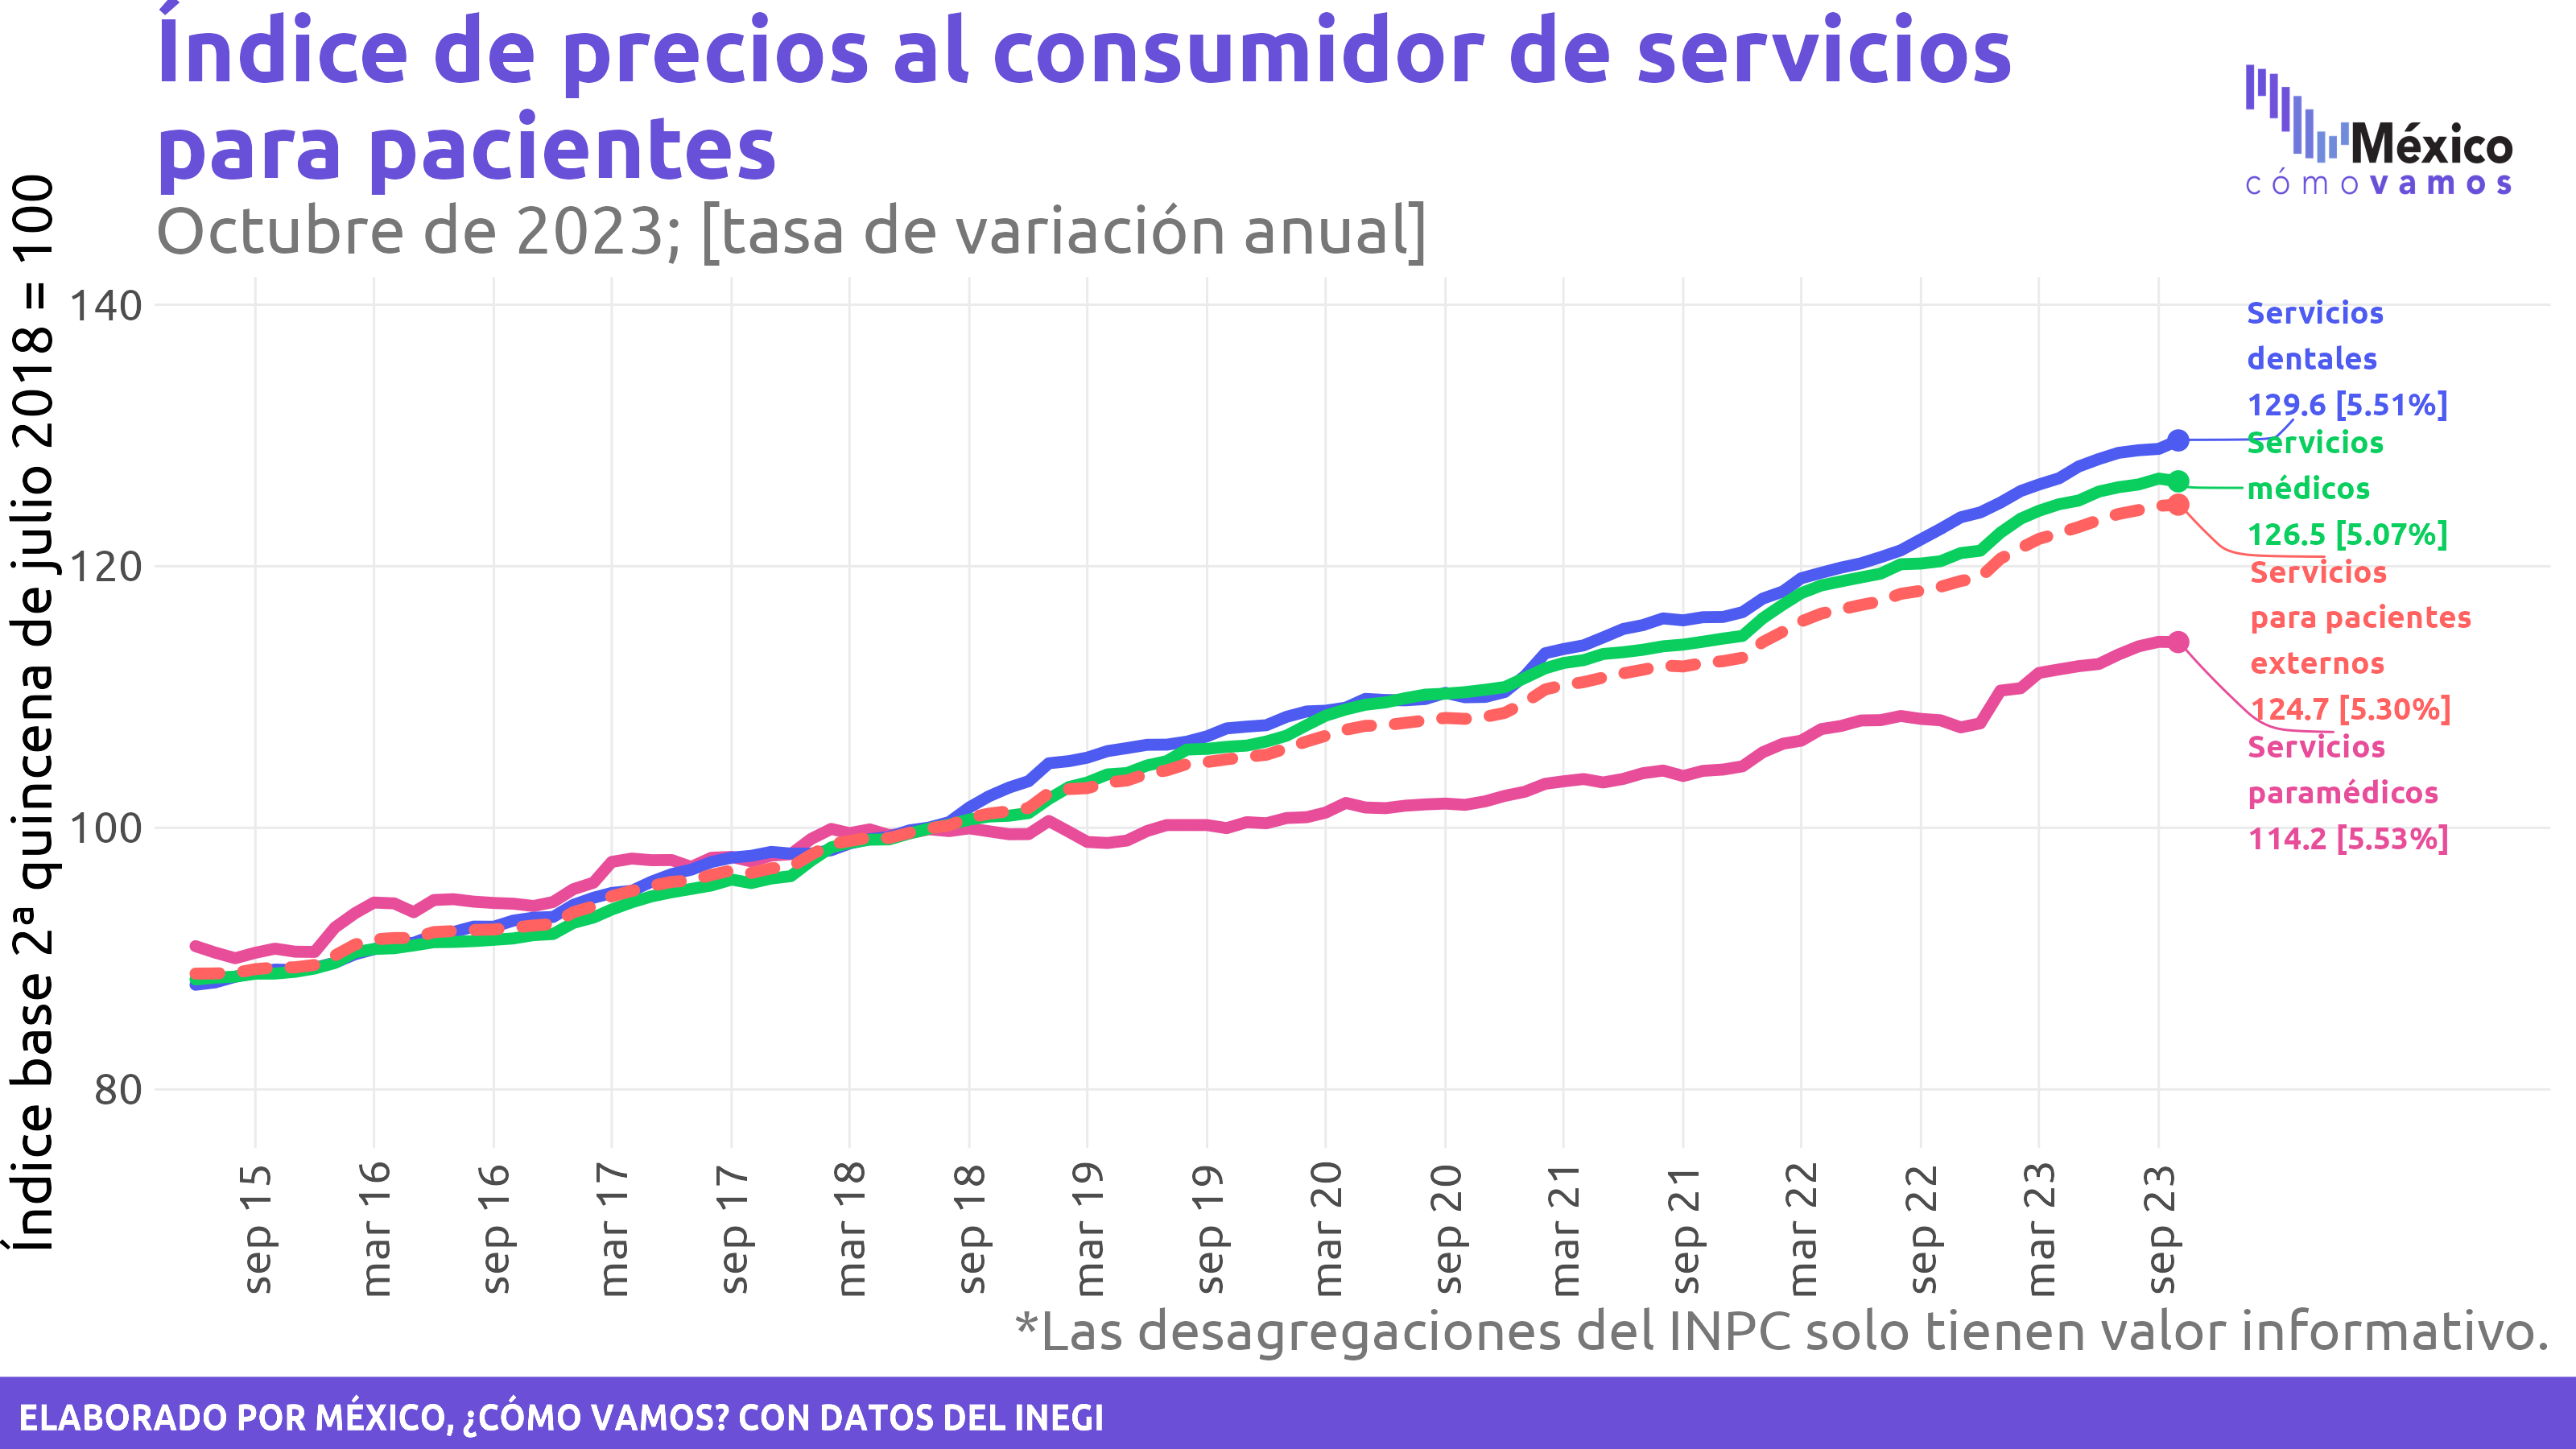 Índice de precios al consumidor de servicios
para pacientes
Octubre de 2023; [tasa de variación anual]
México
cómo vamos
Índice base 2ª quincena de julio 2018 = 100
140
120
100
80
Servicios
dentales
129.6 [5.51%]
Servicios
médicos
126.5 [5.07%]
Servicios
para pacientes
externos
124.7 [5.30%]
Servicios
paramédicos
114.2 [5.53%]
sep 15
mar 16
sep 16
mar 17
sep 17
mar 18
sep 18
mar 19
sep 19
mar 20
sep 20
mar 21
sep 21
mar 22
sep 22
mar 23
sep 23
*Las desagregaciones del INPC solo tienen valor informativo.
ELABORADO POR MÉXICO, ¿CÓMO VAMOS? CON DATOS DEL INEGI